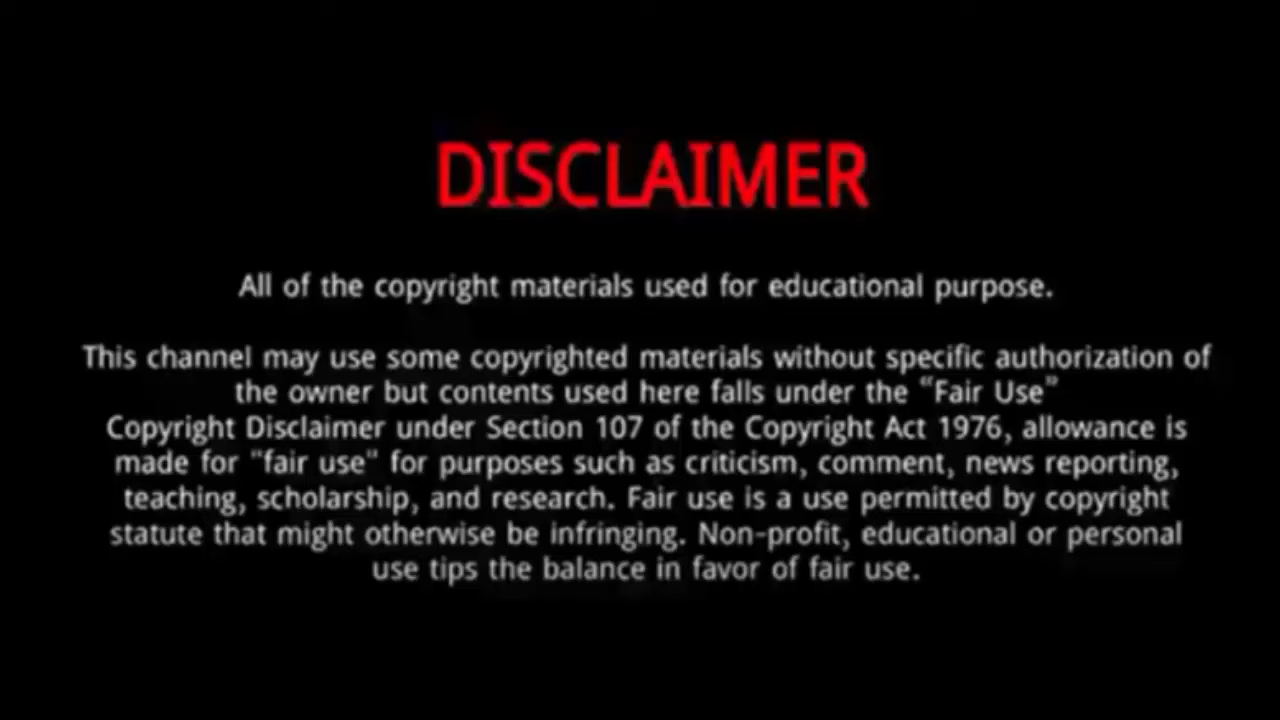 DISCLAIMER
All of the copyright materials used for educational purpose.
This channel may use some copyrighted materials without specific authorization of
the owner but contents used here falls under the “Fair Use”
Copyright Disclaimer under Section 107 of the Copyright Act 1976, allowance is
made for "fair use" for purposes such as criticism, comment, news reporting,
teaching, scholarship, and research. Fair use is a use permitted by copyright
statute that might otherwise be infringing. Non-profit, educational or personal
use tips the balance in favor of fair use.